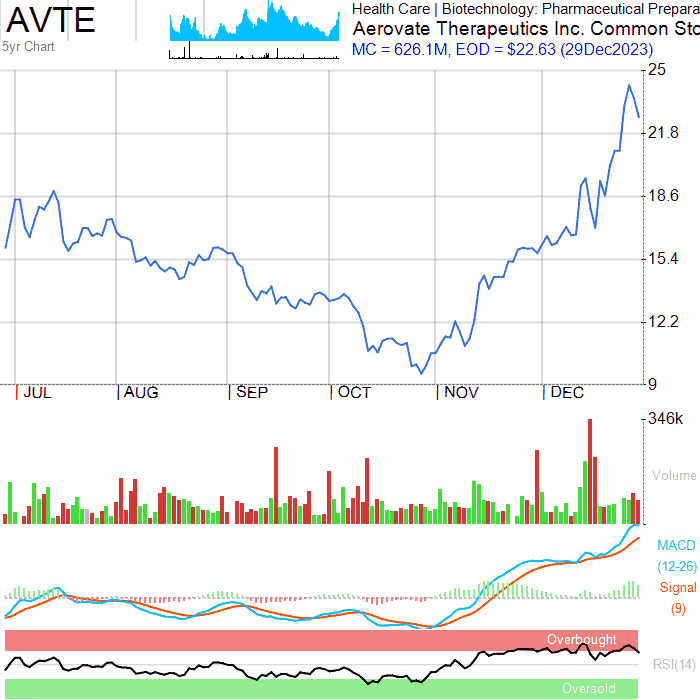 AVTE
5yr Chart
Health Care | Biotechnology: Pharmaceutical Prepara
Aerovate Therapeutics Inc. Common Sto
MC = 626.1M, EOD = $22.63 (29Dec2023)
25
21.8
18.6
15.4
12.2
9
JUL
AUG
SEP
OCT
NOV
DEC
346k
Volume
MACD
(12-26)
Signal
(9)
Overbought
RSI(14)
Oversold